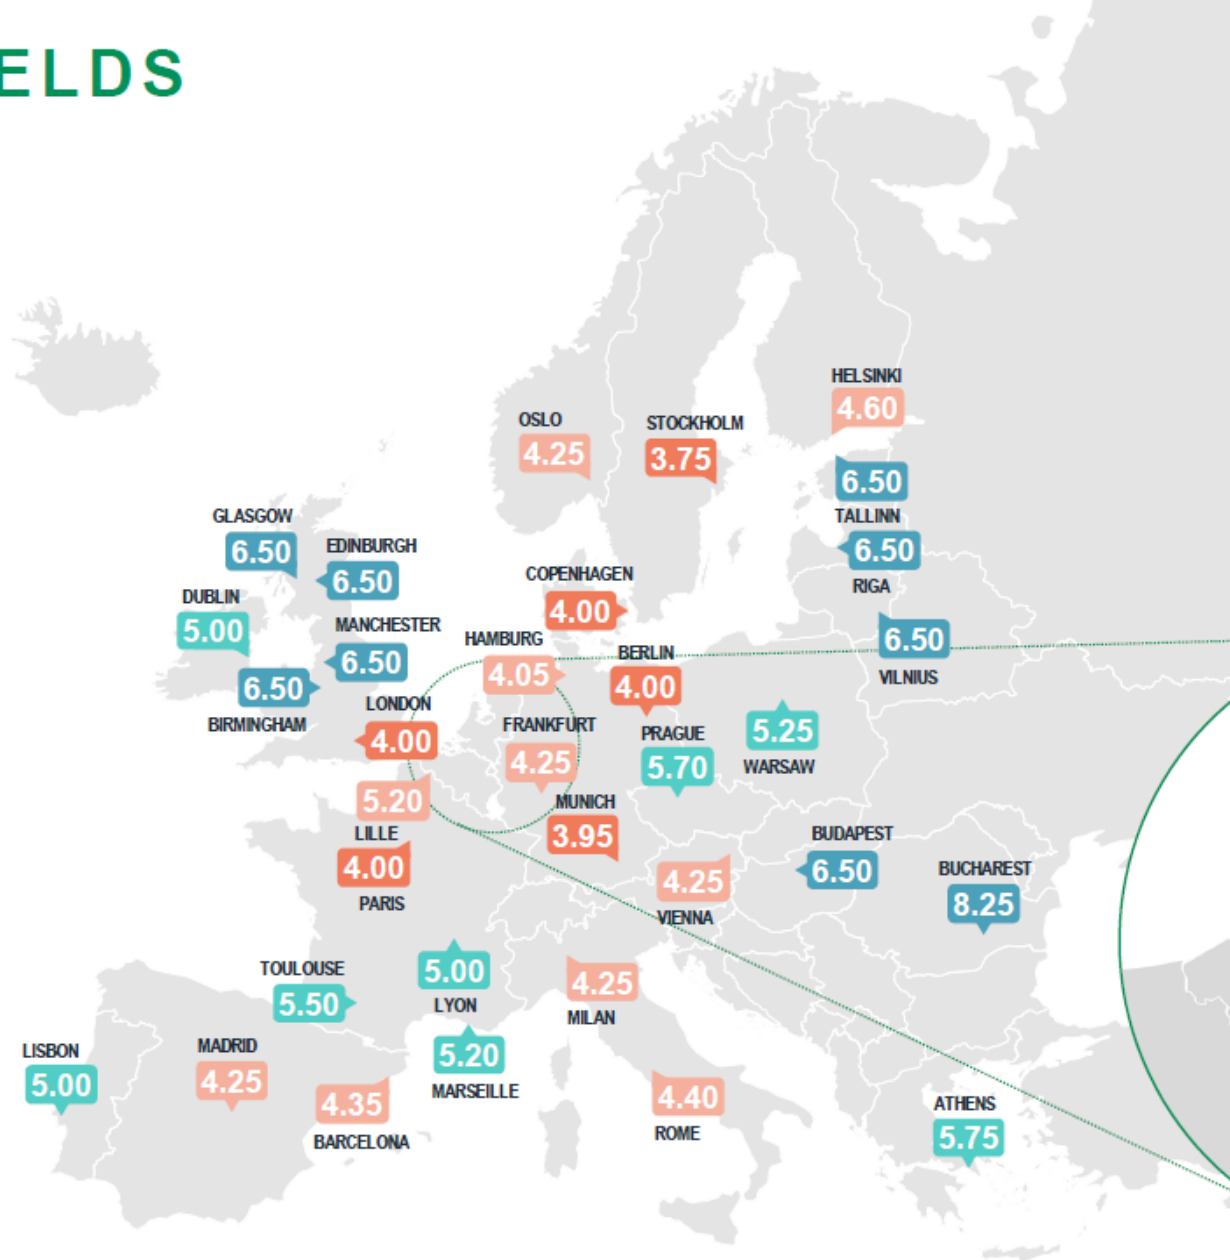 ELDS
HELSINKI
4.60
OSLO
4.25
STOCKHOLM
3.75
6.50
TALLINN
GLASGOW
6.50
EDINBURGH
6.50
6.50
RIGA
COPENHAGEN
4.00
DUBLIN
5.00
MANCHESTER
6.50
HAMBURG
4.05
BERLIN
4.00
6.50
VILNIUS
6.50
BIRMINGHAM
LONDON
4.00
FRANKFURT
4.25
PRAGUE
5.70
5.25
WARSAW
5.20
LILLE
MUNICH
3.95
4.00
PARIS
4.25
VIENNA
BUDAPEST
6.50
BUCHAREST
8.25
TOULOUSE
5.50
5.00
LYON
4.25
MILAN
LISBON
5.00
MADRID
4.25
4.35
BARCELONA
5.20
MARSEILLE
4.40
ROME
ATHENS
5.75